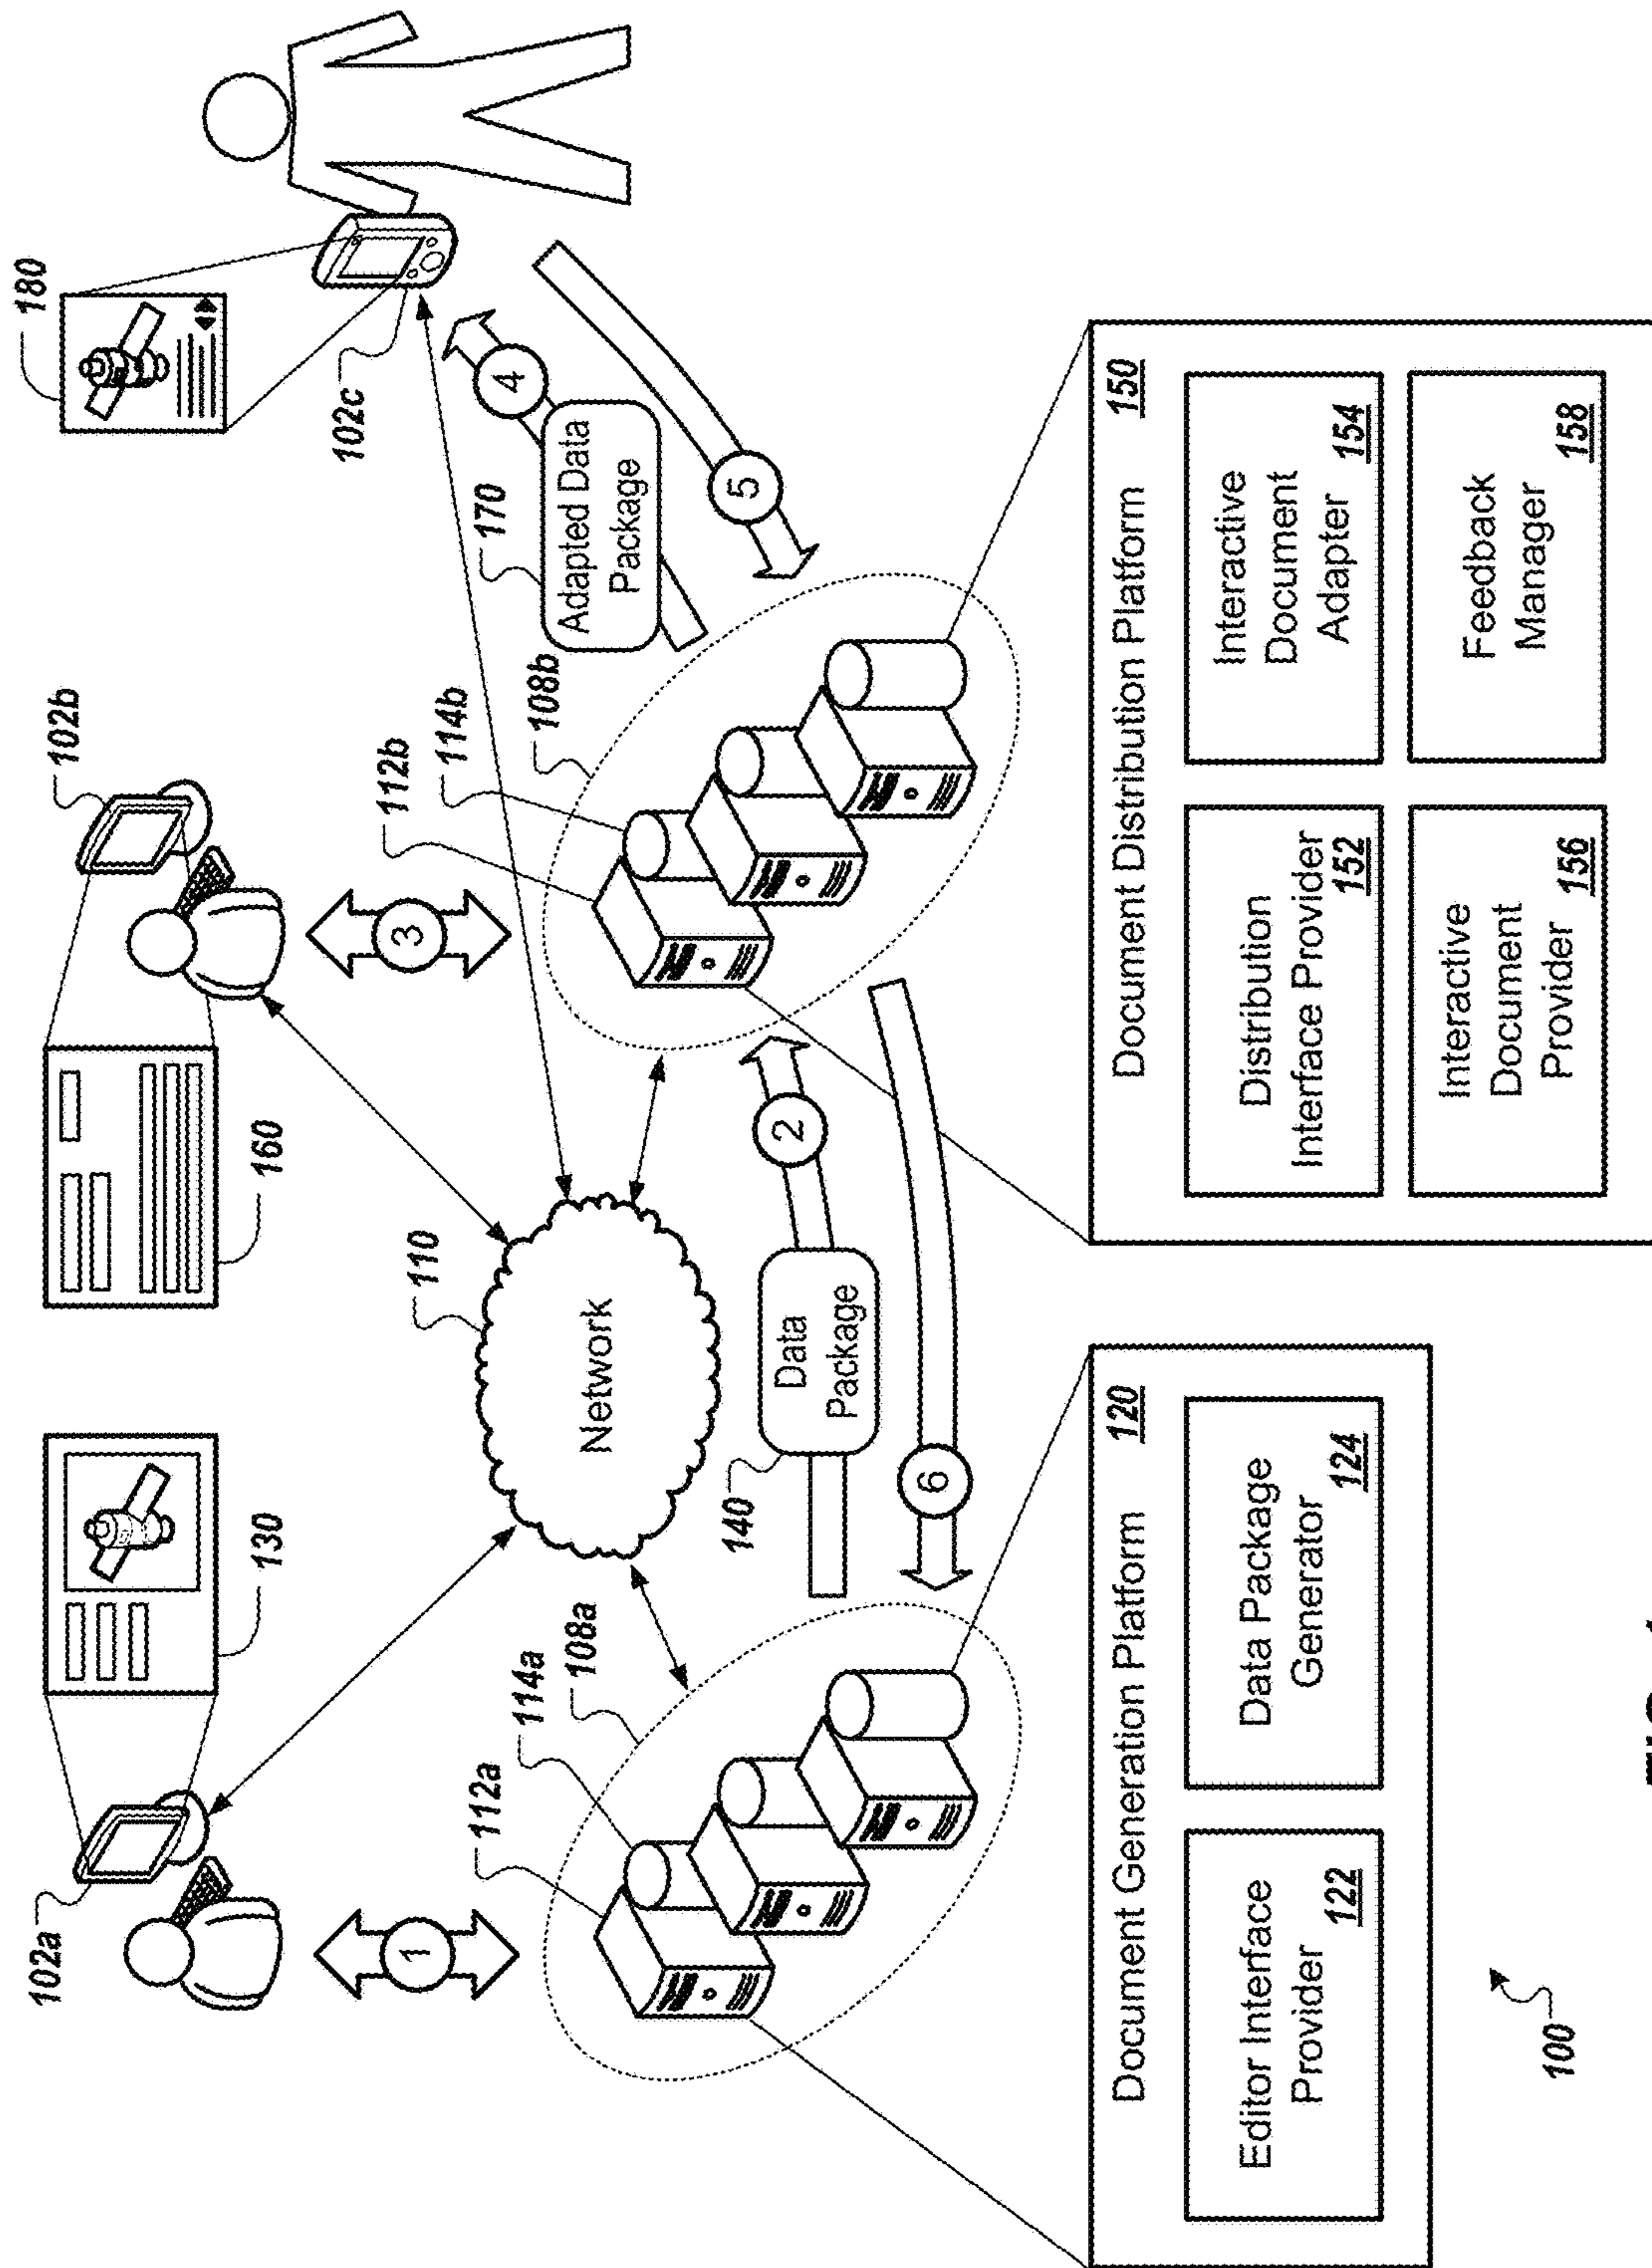 102a
130
160
102b
180
1
3
102c
4
110
Network
112a
114a
108a
112b
114b
108b
170
Adapted Data
Package
5
140
Data
Package
2
6
Document Generation Platform
120
Editor Interface
Provider
122
Data Package
Generator
124
Document Distribution Platform
150
Distribution
Interface Provider
152
Interactive
Document
Adapter
154
Interactive
Document
Provider
156
Feedback
Manager
158
100